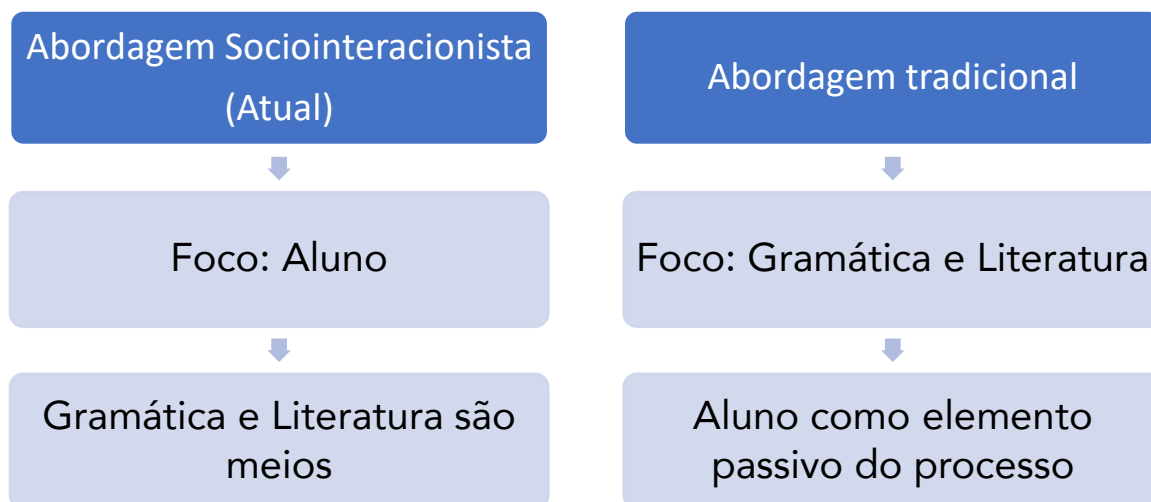 Abordagem Sociointeracionista
(Atual)
Foco: Aluno
Gramática e Literatura são
meios
Abordagem tradicional
Foco: Gramática e Literatura
Aluno como elemento
passivo do processo